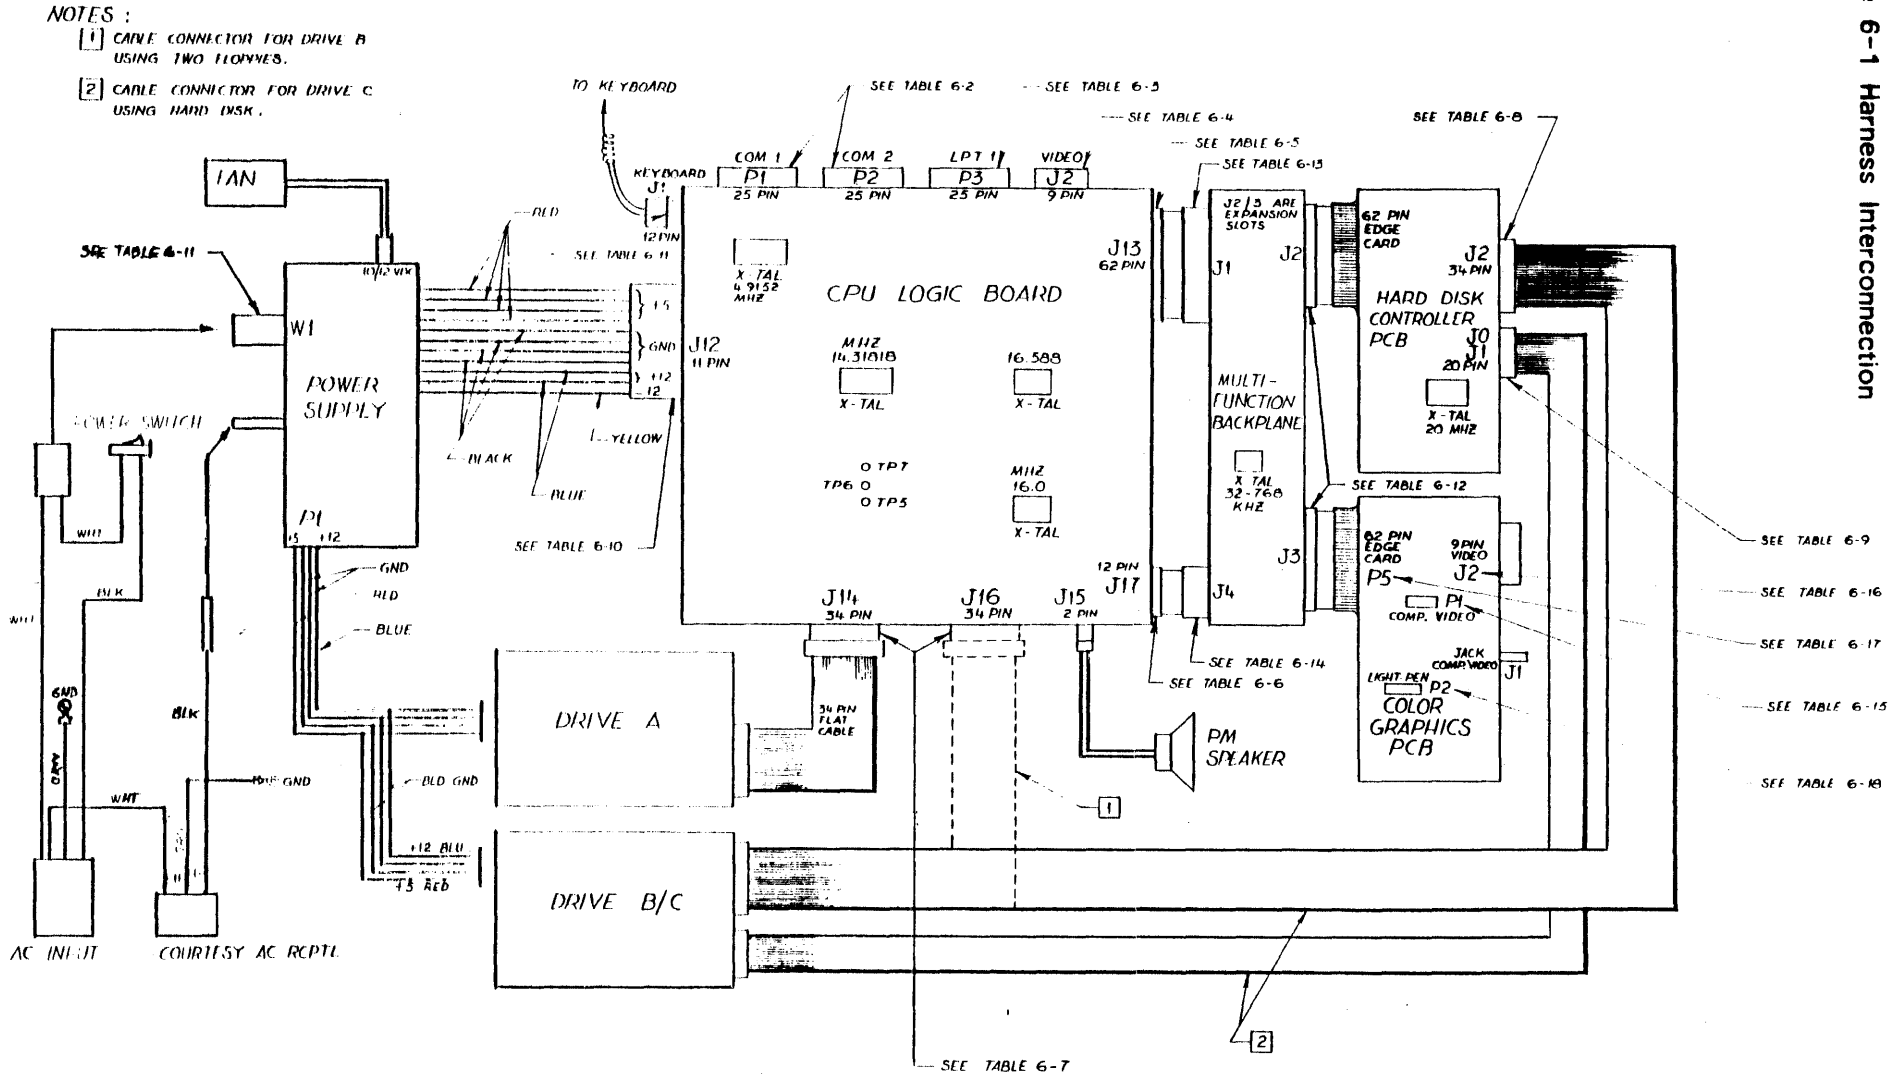 NOTES :
1 CABLE CONNECTOR FOR DRIVE B
USING TWO FLOPPIES.
2 CABLE CONNECTOR FOR DRIVE C
USING HARD DISK.
6-1 Harness Interconnection
TO KEYBOARD
SEE TABLE 6-2
SEE TABLE 6-3
SEE TABLE 6-4
SEE TABLE 6-5
SEE TABLE 6-13
SEE TABLE 6-8
FAN
SEE TABLE 6-11
W1
10/12 VDC
POWER
SUPPLY
P1
+5 +12
POWER SWITCH
WHT
BLK
WHT
GND
BLK
GND
WHT
AC INPUT
COURTESY AC RCPTL
GND
RED
BLUE
RED
SEE TABLE 6-11
BLACK
BLUE
YELLOW
+5
GND
+12
-12
SEE TABLE 6-10
KEYBOARD
J1
12 PIN
COM 1
P1
25 PIN
COM 2
P2
25 PIN
LPT 1
P3
25 PIN
VIDEO
J2
9 PIN
X-TAL
4.9152
MHZ
CPU LOGIC BOARD
J13
62 PIN
J12
11 PIN
MHZ
14.31818
X-TAL
16.588
X-TAL
TP7
TP6
TP5
MHZ
16.0
X-TAL
J14
34 PIN
J16
34 PIN
J15
2 PIN
12 PIN
J17
J2/3 ARE
EXPANSION
SLOTS
J1
J2
MULTI-
FUNCTION
BACKPLANE
X TAL
32-768
KHZ
J3
J4
62 PIN
EDGE
CARD
J2
34 PIN
HARD DISK
CONTROLLER
PCB
J0
J1
20 PIN
X-TAL
20 MHZ
SEE TABLE 6-12
62 PIN
EDGE
CARD
P5
9 PIN
VIDEO
J2
P1
COMP. VIDEO
JACK
COMP.VIDEO
J1
LIGHT PEN
P2
COLOR
GRAPHICS
PCB
SEE TABLE 6-9
SEE TABLE 6-16
SEE TABLE 6-17
SEE TABLE 6-15
SEE TABLE 6-18
SEE TABLE 6-14
SEE TABLE 6-6
PM
SPEAKER
DRIVE A
34 PIN
FLAT
CABLE
BLD GND
+12 BLU
+5 RED
DRIVE B/C
1
2
SEE TABLE 6-7